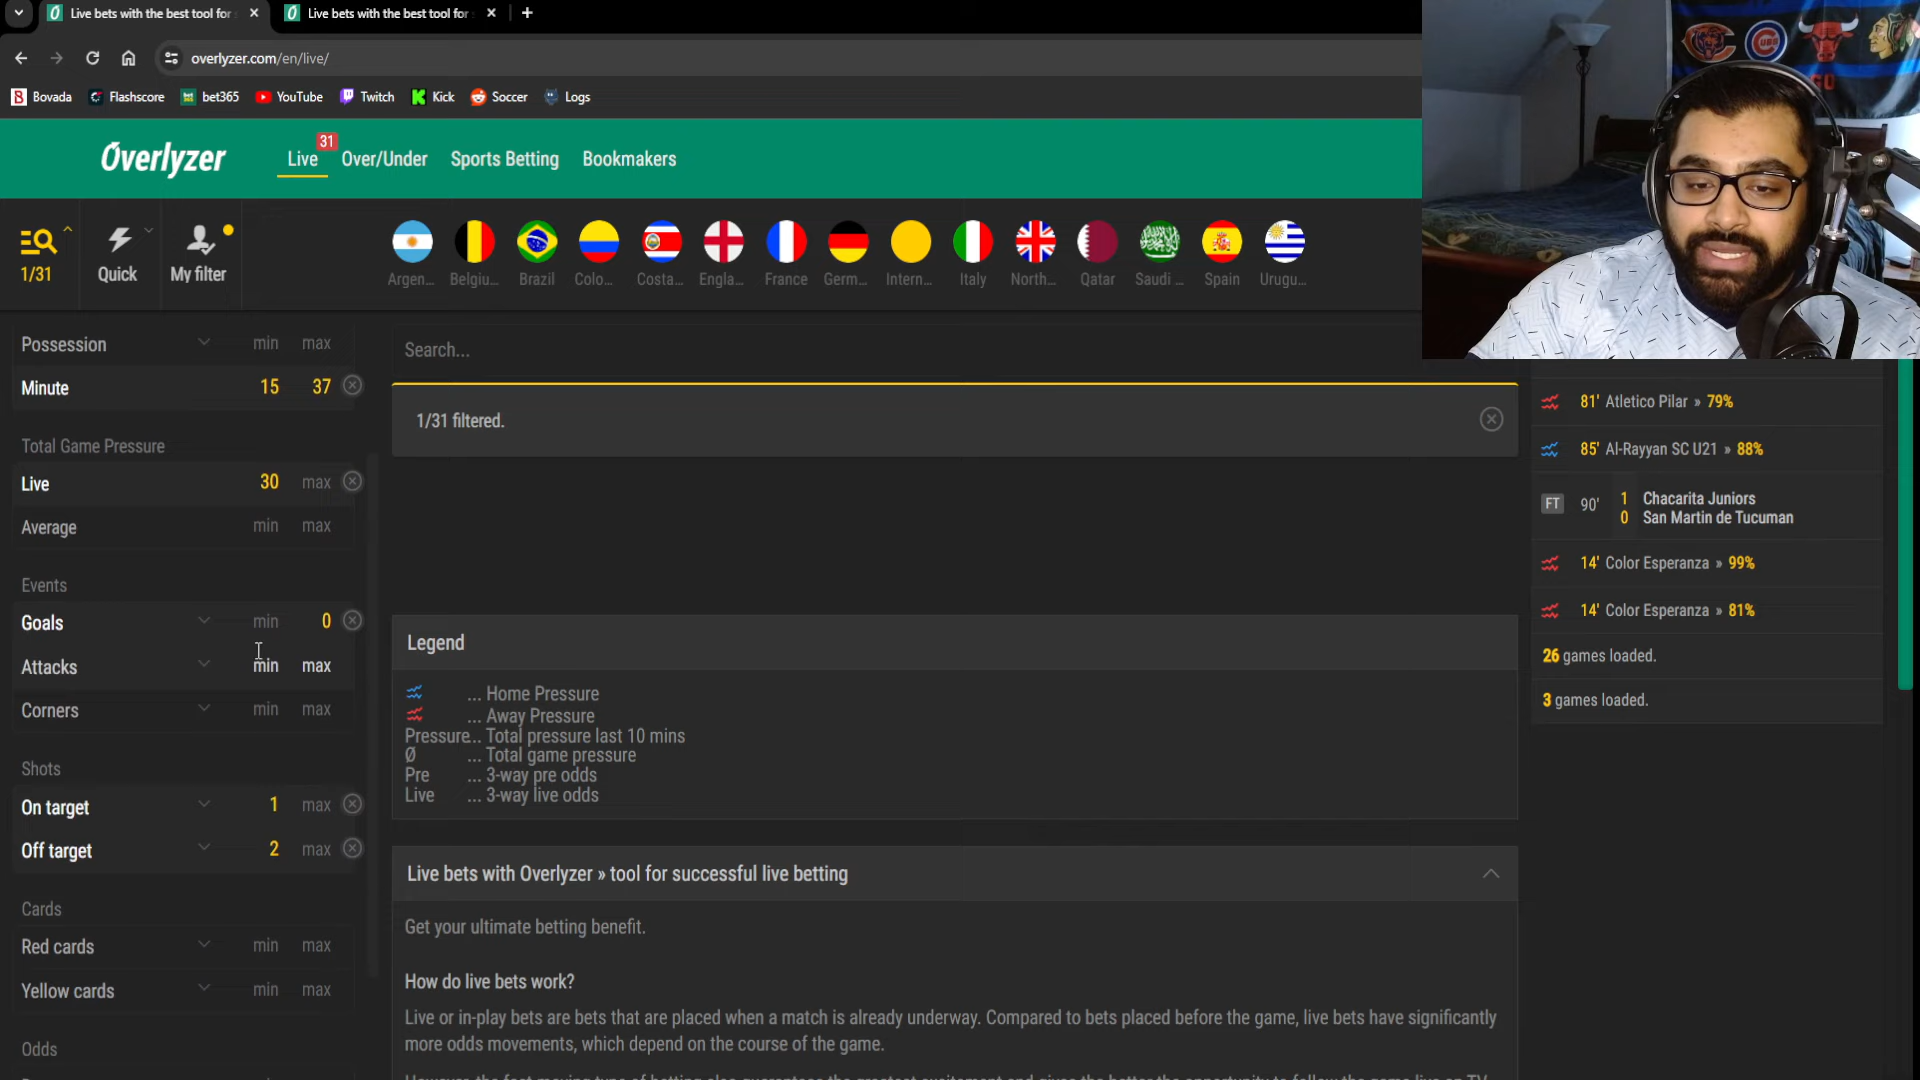 Live bets with the best tool for
Live bets with the best tool for
overlyzer.com/en/live/
Bovada
Flashscore
bet365
YouTube
Twitch
Kick
Soccer
Logs
Overlyzer
Live
31
Over/Under
Sports Betting
Bookmakers
1/31
Quick
My filter
Argen...
Belgiu...
Brazil
Colo...
Costa...
Engla...
France
Germ...
Intern...
Italy
North...
Qatar
Saudi ...
Spain
Urugu...
Possession min max
Minute 15 37
Total Game Pressure
Live 30 max
Average min max
Events
Goals min 0
Attacks min max
Corners min max
Shots
On target 1 max
Off target 2 max
Cards
Red cards min max
Yellow cards min max
Odds
Search...
1/31 filtered.
Legend
... Home Pressure
... Away Pressure
Pressure... Total pressure last 10 mins
Ø ... Total game pressure
Pre ... 3-way pre odds
Live ... 3-way live odds
Live bets with Overlyzer » tool for successful live betting
Get your ultimate betting benefit.
How do live bets work?
Live or in-play bets are bets that are placed when a match is already underway. Compared to bets placed before the game, live bets have significantly
more odds movements, which depend on the course of the game.
81' Atletico Pilar » 79%
85' Al-Rayyan SC U21 » 88%
FT 90' 1 Chacarita Juniors
0 San Martin de Tucuman
14' Color Esperanza » 99%
14' Color Esperanza » 81%
26 games loaded.
3 games loaded.
CUBS